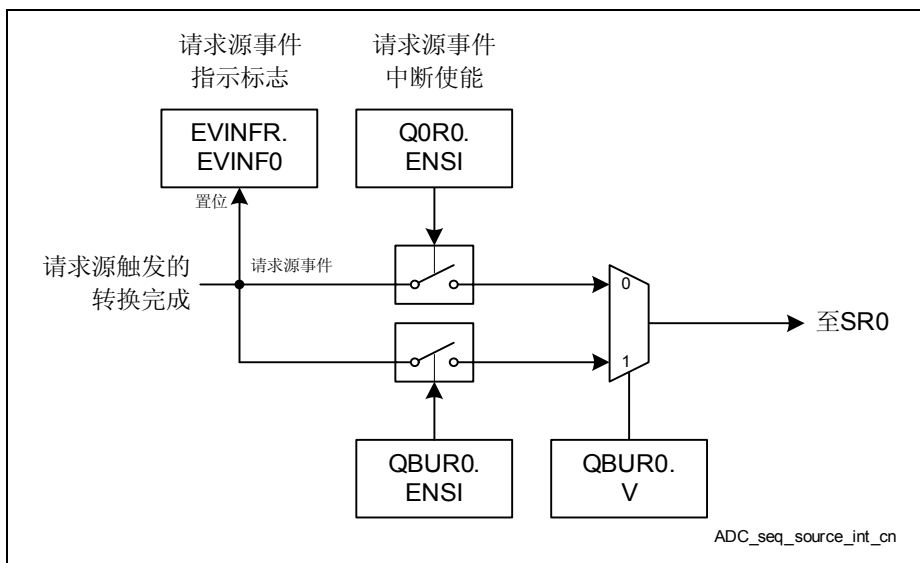 请求源事件
指示标志
请求源事件
中断使能
EVINFR.
EVINF0
Q0R0.
ENSI
置位
请求源触发的
转换完成
请求源事件
0
1
至SR0
QBUR0.
ENSI
QBUR0.
V
ADC_seq_source_int_cn